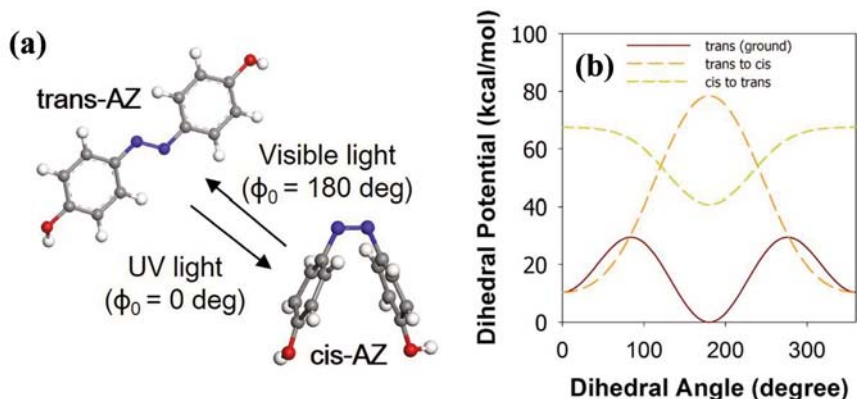 (a)
trans-AZ
Visible light
(ϕ₀ = 180 deg)
UV light
(ϕ₀ = 0 deg)
cis-AZ
(b)
trans (ground)
trans to cis
cis to trans
Dihedral Potential (kcal/mol)
100
80
60
40
20
0
0 100 200 300
Dihedral Angle (degree)